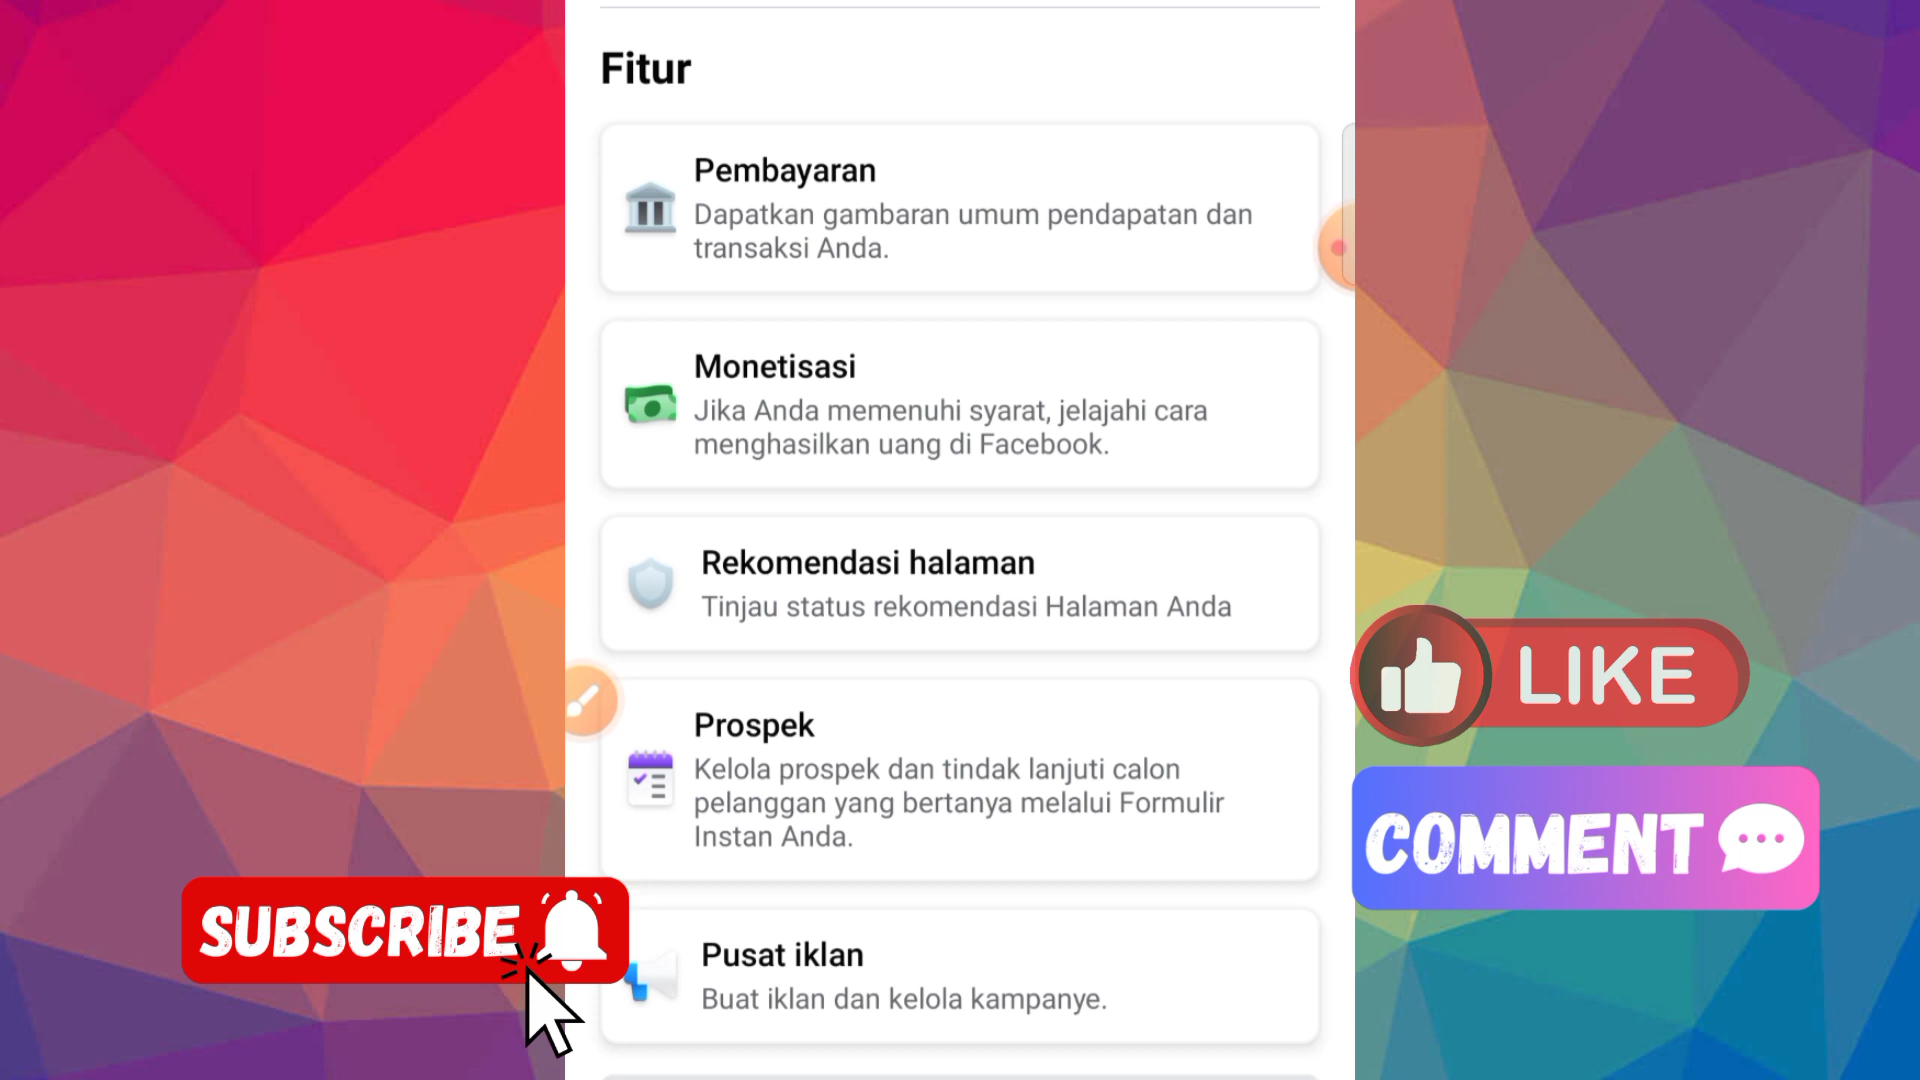 Fitur
Pembayaran
Dapatkan gambaran umum pendapatan dan
transaksi Anda.
Monetisasi
Jika Anda memenuhi syarat, jelajahi cara
menghasilkan uang di Facebook.
Rekomendasi halaman
Tinjau status rekomendasi Halaman Anda
LIKE
Prospek
Kelola prospek dan tindak lanjuti calon
pelanggan yang bertanya melalui Formulir
Instan Anda.
COMMENT
SUBSCRIBE
Pusat iklan
Buat iklan dan kelola kampanye.